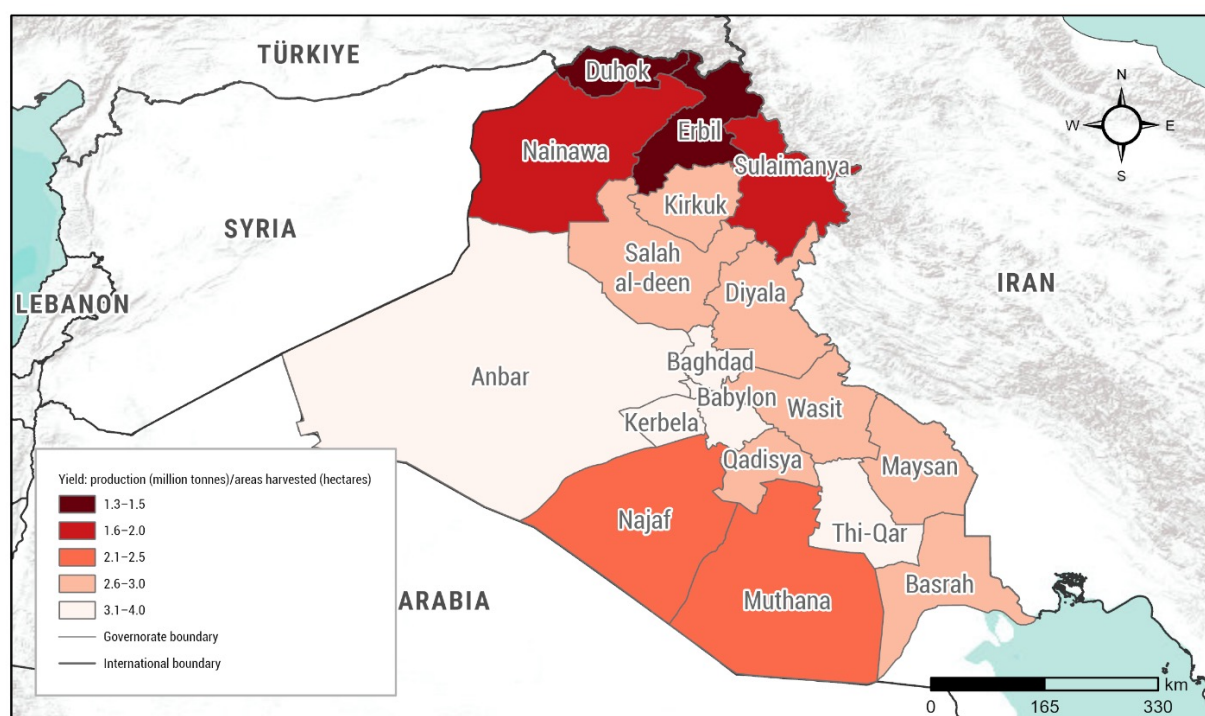 TÜRKİYE
Duhok
N
W
E
S
Erbil
Nainawa
Sulaimanya
Kirkuk
SYRIA
Salah
al-deen
IRAN
Diyala
LEBANON
Baghdad
Anbar
Babylon
Wasit
Kerbela
Qadisya
Maysan
Yield: production (million tonnes)/areas harvested (hectares)
1.3–1.5
1.6–2.0
2.1–2.5
2.6–3.0
3.1–4.0
Governorate boundary
International boundary
Najaf
Thi-Qar
Basrah
ARABIA
Muthana
km
0
165
330